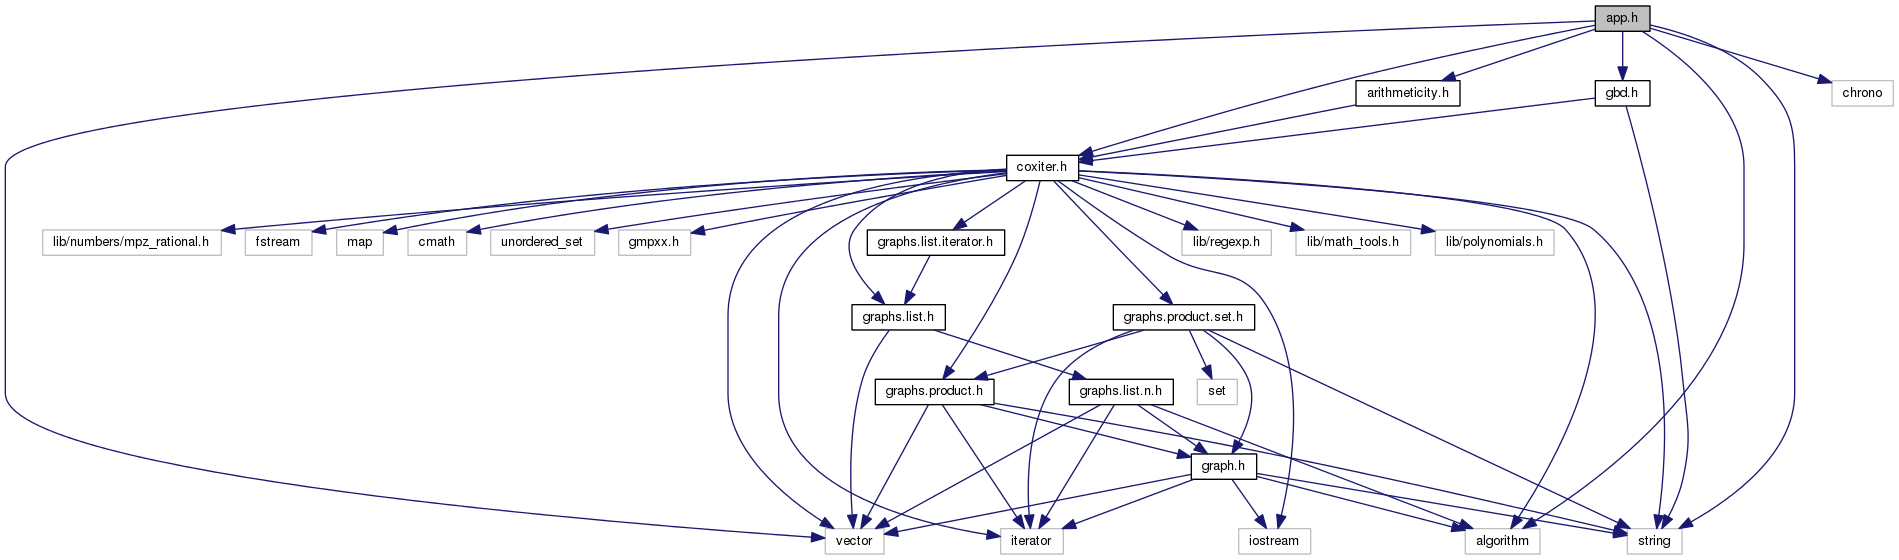 app.h
arithmeticity.h
gbd.h
chrono
coxiter.h
lib/numbers/mpz_rational.h
fstream
map
cmath
unordered_set
gmpxx.h
graphs.list.iterator.h
lib/regexp.h
lib/math_tools.h
lib/polynomials.h
graphs.list.h
graphs.product.set.h
graphs.product.h
graphs.list.n.h
set
graph.h
vector
iterator
iostream
algorithm
string